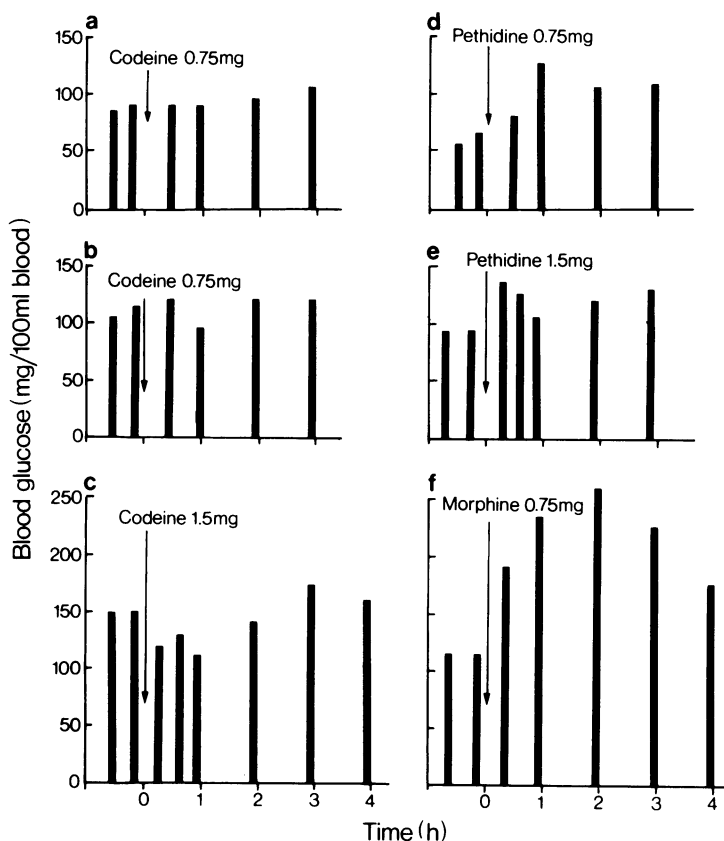 a
150
100
50
0
Codeine 0.75mg
b
150
100
50
0
Codeine 0.75mg
c
250
200
150
100
50
0
Codeine 1.5mg
0 1 2 3 4
d
Pethidine 0.75mg
e
Pethidine 1.5mg
f
Morphine 0.75mg
0 1 2 3 4
Blood glucose (mg/100ml blood)
Time (h)